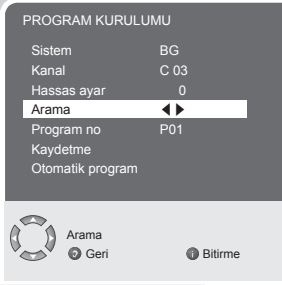 PROGRAM KURULUMU
Sistem BG
Kanal C 03
Hassas ayar 0
Arama ◀ ▶
Program no P01
Kaydetme
Otomatik program
Arama
Geri Bitirme